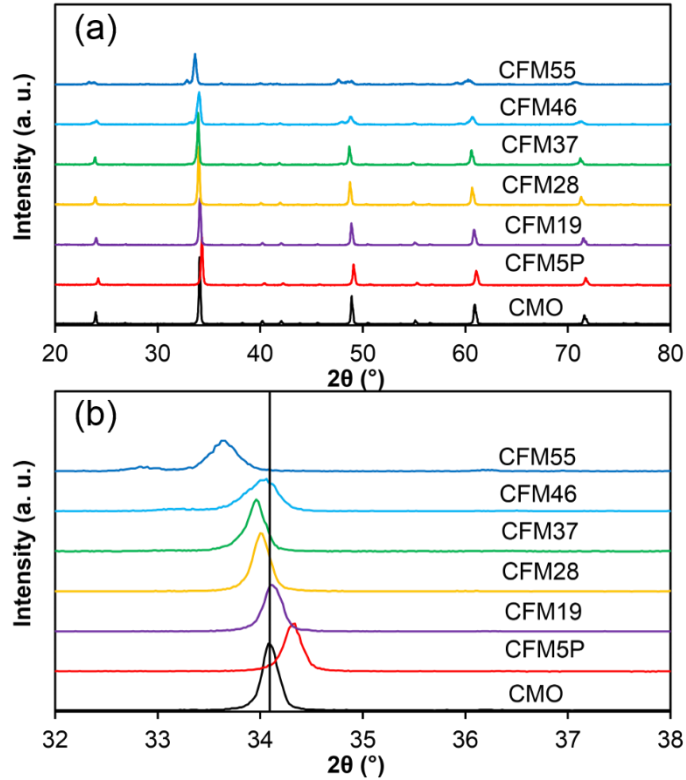 (a)
CFM55
CFM46
CFM37
CFM28
CFM19
CFM5P
CMO
Intensity (a. u.)
20 30 40 50 60 70 80
2θ (°)
(b)
CFM55
CFM46
CFM37
CFM28
CFM19
CFM5P
CMO
Intensity (a. u.)
32 33 34 35 36 37 38
2θ (°)